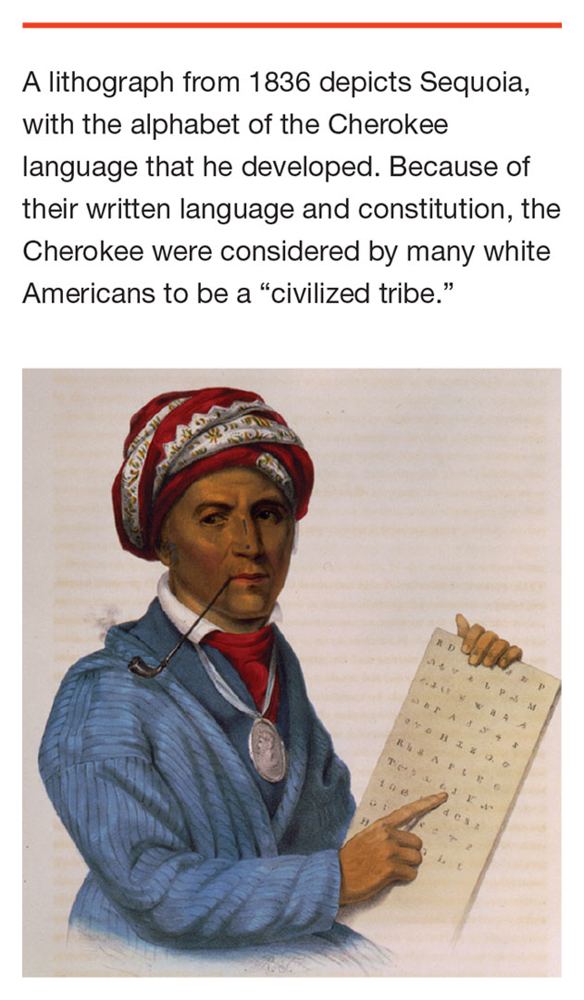 A lithograph from 1836 depicts Sequoia,
with the alphabet of the Cherokee
language that he developed. Because of
their written language and constitution, the
Cherokee were considered by many white
Americans to be a “civilized tribe.”